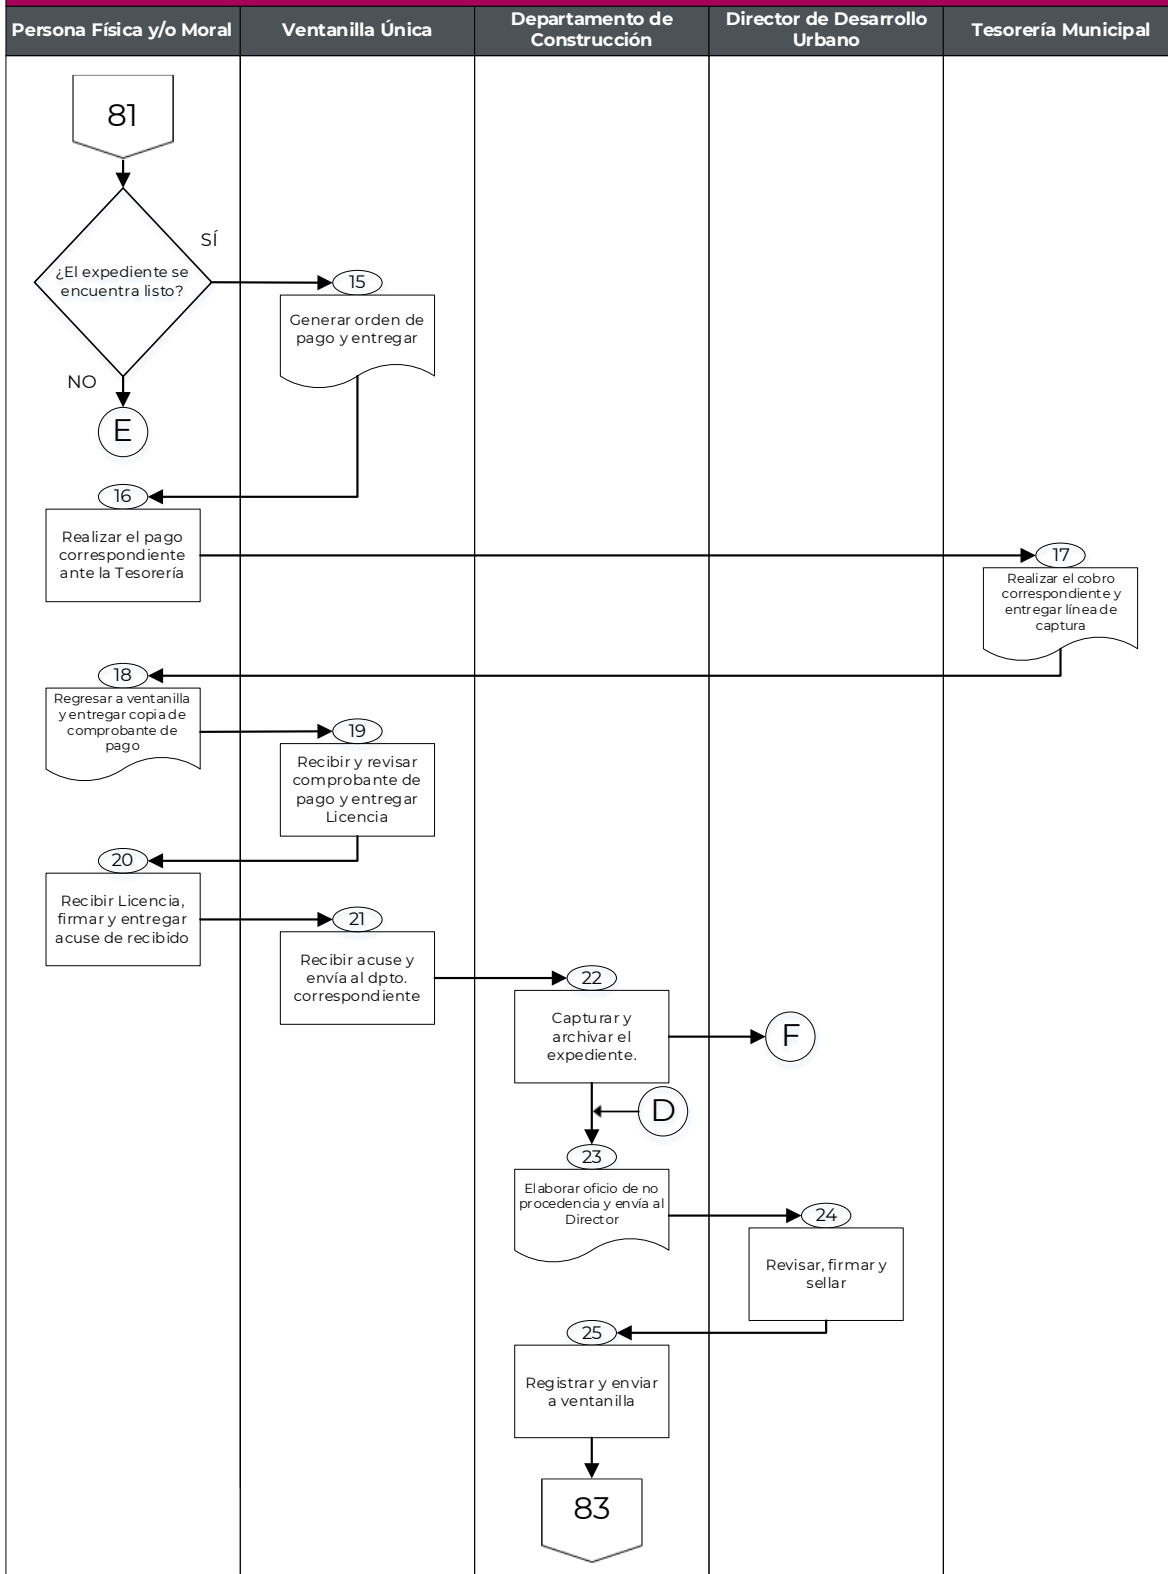 Persona Física y/o Moral
Ventanilla Única
Departamento de
Construcción
Director de Desarrollo
Urbano
Tesorería Municipal
81
¿El expediente se
encuentra listo?
SÍ
NO
E
15
Generar orden de
pago y entregar
16
Realizar el pago
correspondiente
ante la Tesorería
17
Realizar el cobro
correspondiente y
entregar línea de
captura
18
Regresar a ventanilla
y entregar copia de
comprobante de
pago
19
Recibir y revisar
comprobante de
pago y entregar
Licencia
20
Recibir Licencia,
firmar y entregar
acuse de recibido
21
Recibir acuse y
envía al dpto.
correspondiente
22
Capturar y
archivar el
expediente.
F
D
23
Elaborar oficio de no
procedencia y envía al
Director
24
Revisar, firmar y
sellar
25
Registrar y enviar
a ventanilla
83